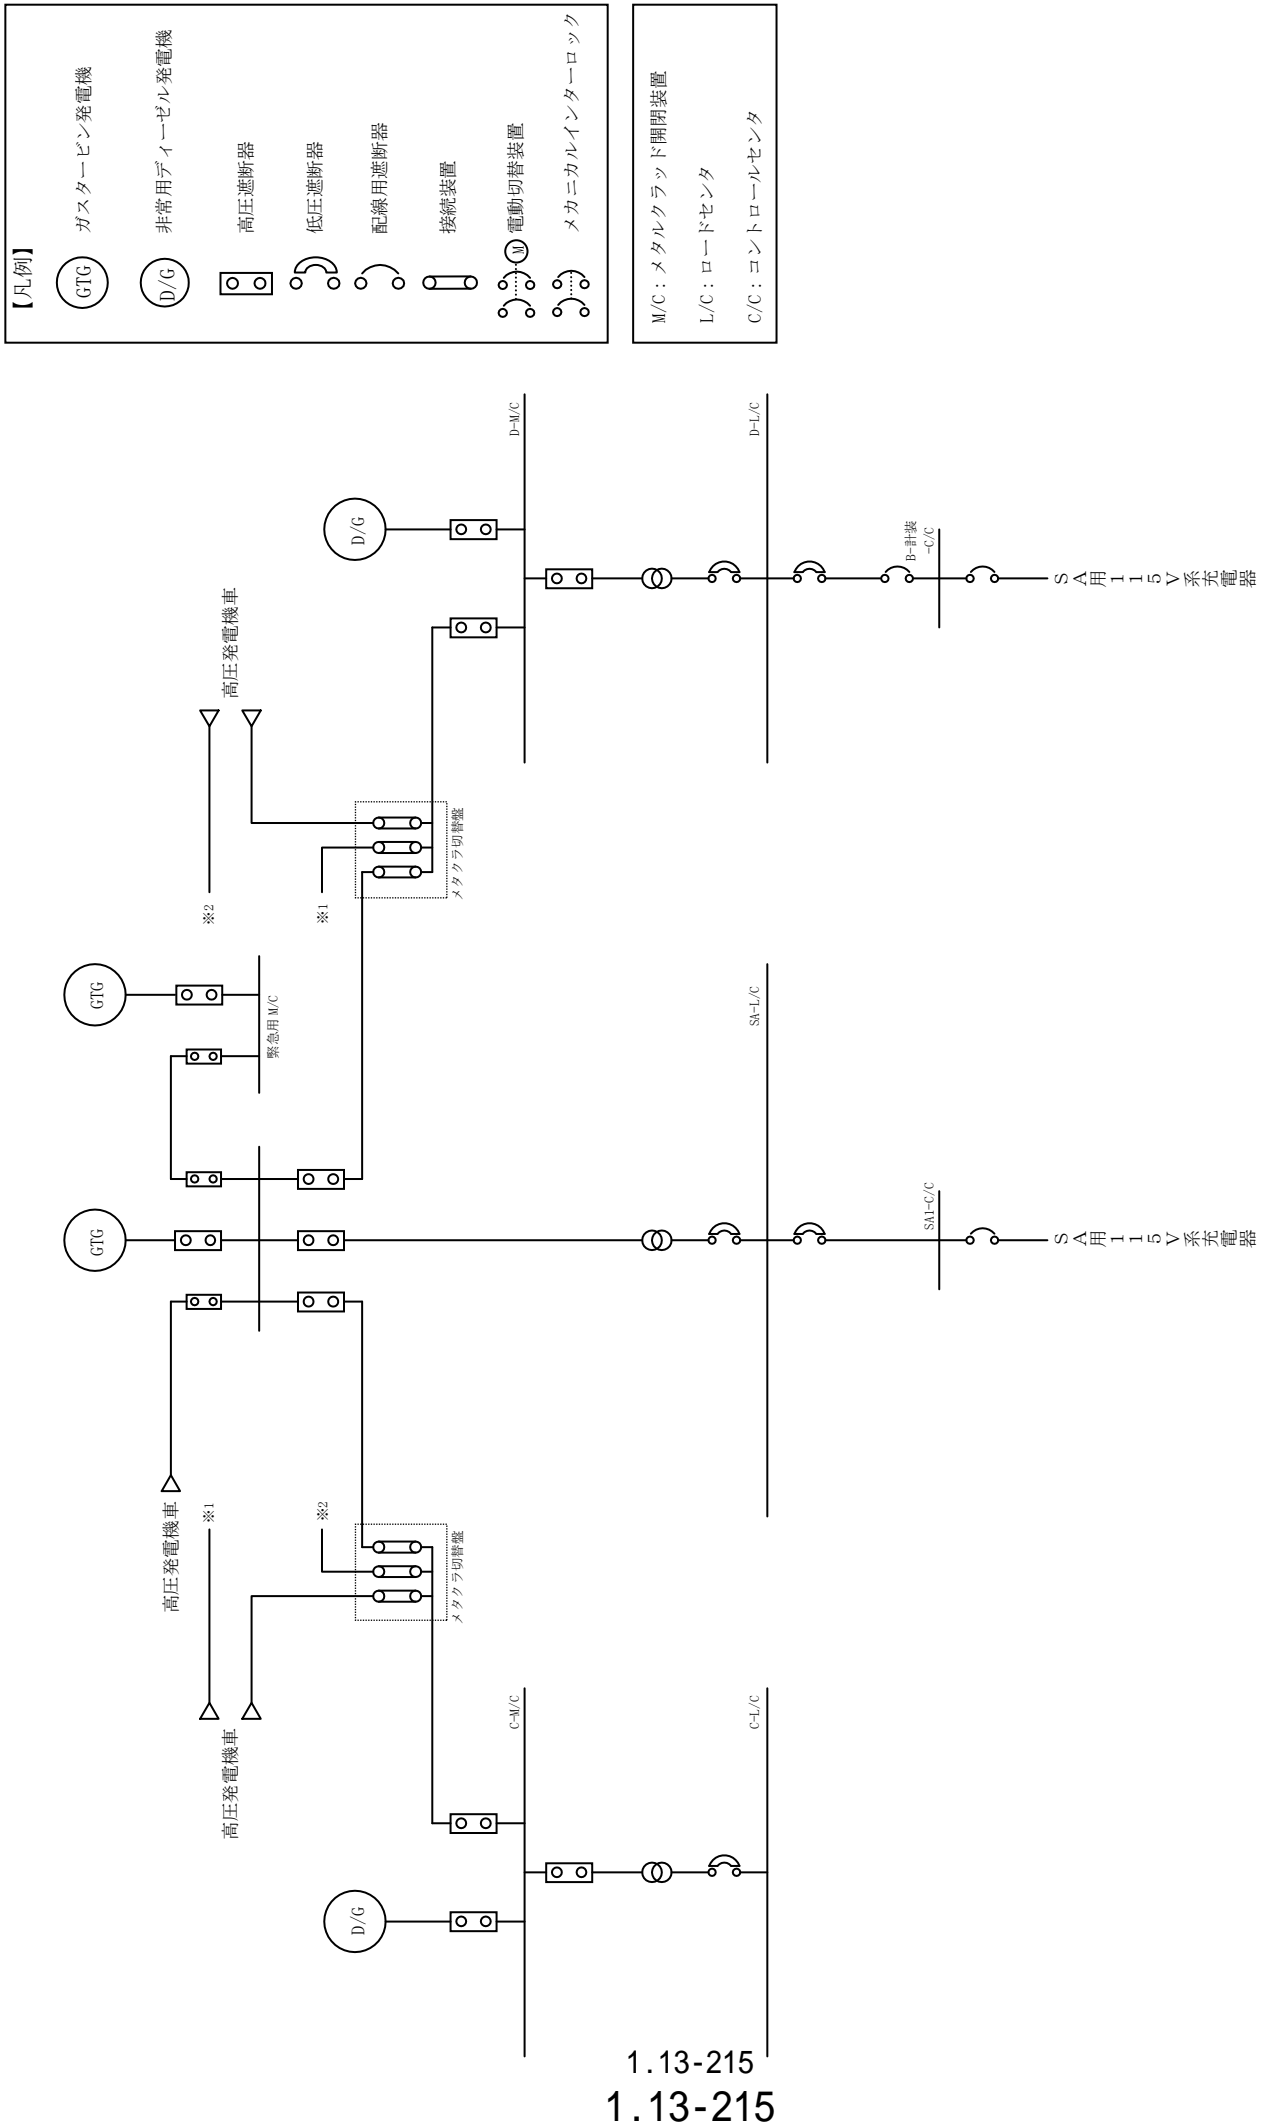 【凡例】
GTG ガスタービン発電機
D/G 非常用ディーゼル発電機
高圧遮断器
低圧遮断器
配線用遮断器
接続装置
M 電動切替装置
メカニカルインターロック
M/C：メタルクラッド開閉装置
L/C：ロードセンタ
C/C：コントロールセンタ
高圧発電機車
※1
高圧発電機車
高圧発電機車
※2
メタクラ切替盤
D/G
C-M/C
C-L/C
GTG
GTG
緊急用 M/C
SA-L/C
SA1-C/C
SA用115V系充電器
高圧発電機車
※2
※1
メタクラ切替盤
D/G
D-M/C
D-L/C
B-計装
-C/C
SA用115V系充電器
1.13-215
1.13-215